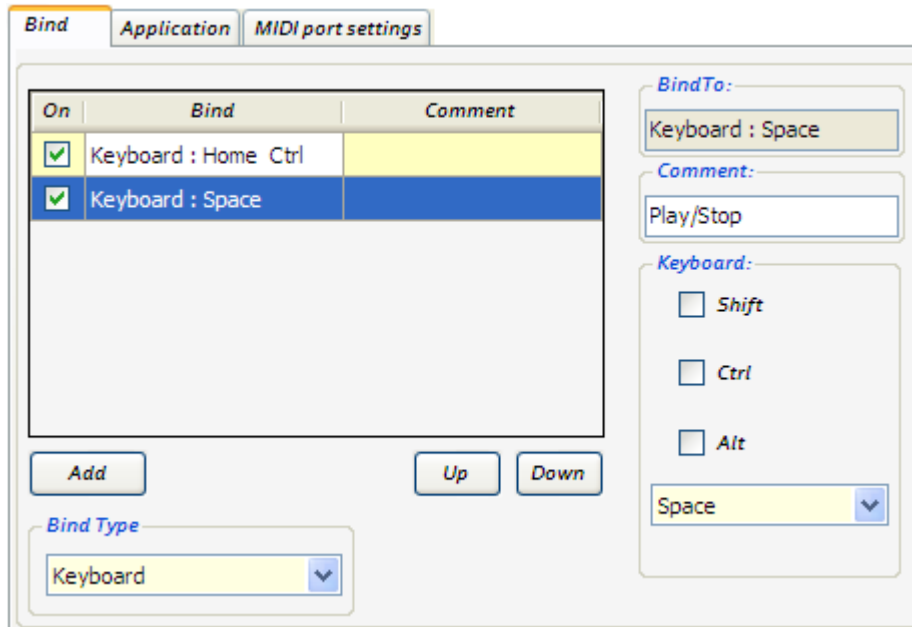 Bind Application MIDI port settings
On Bind Comment
Keyboard : Home Ctrl
Keyboard : Space
Add Up Down
Bind Type
Keyboard
BindTo:
Keyboard : Space
Comment:
Play/Stop
Keyboard:
Shift
Ctrl
Alt
Space